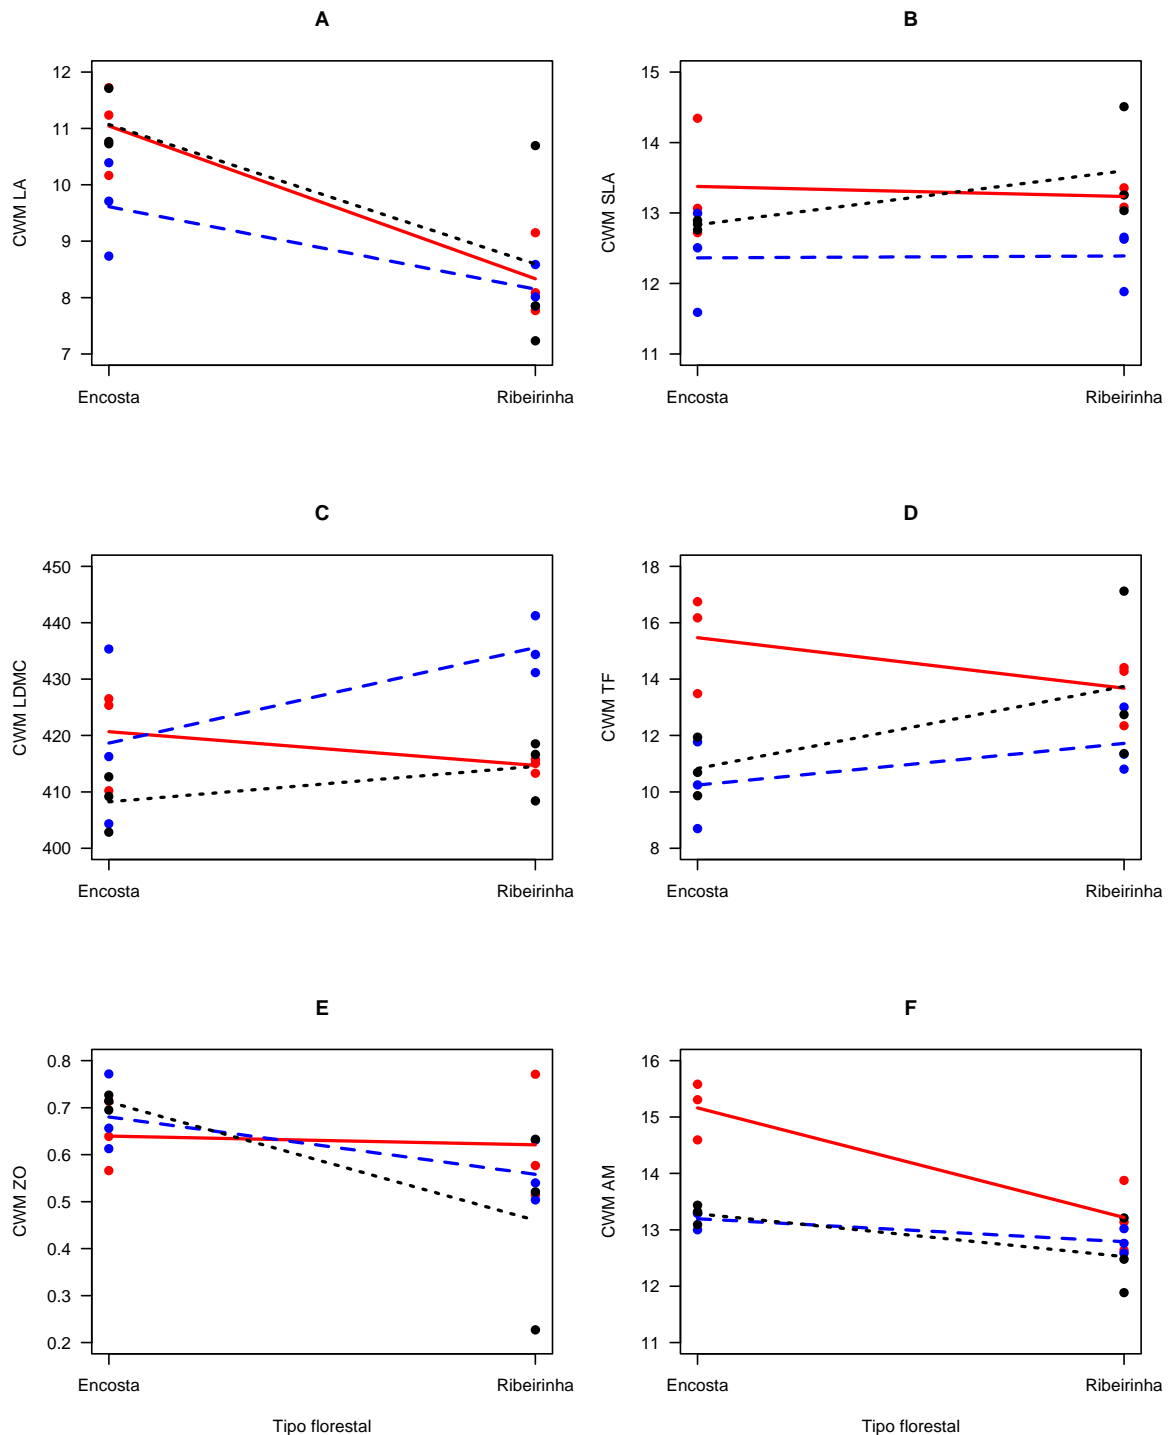 A
CWM LA
12
11
10
9
8
7
Encosta
Ribeirinha
B
CWM SLA
15
14
13
12
11
Encosta
Ribeirinha
C
CWM LDMC
450
440
430
420
410
400
Encosta
Ribeirinha
D
CWM TF
18
16
14
12
10
8
Encosta
Ribeirinha
E
CWM ZO
0.8
0.7
0.6
0.5
0.4
0.3
0.2
Encosta
Ribeirinha
Tipo florestal
F
CWM AM
16
15
14
13
12
11
Encosta
Ribeirinha
Tipo florestal